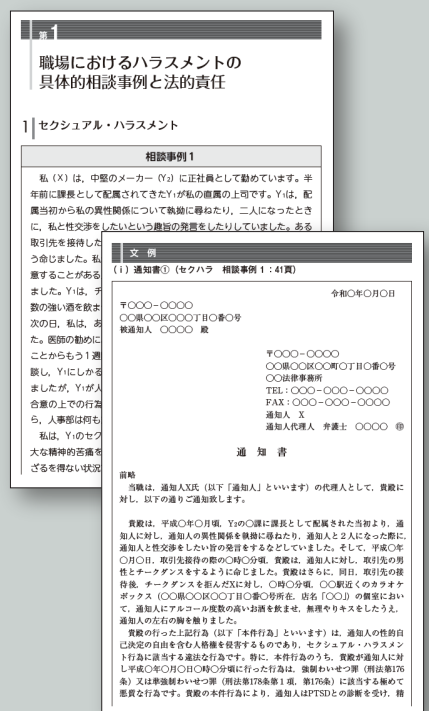 第1
職場におけるハラスメントの
具体的相談事例と法的責任
1 セクシュアル・ハラスメント
相談事例1
私（X）は，中堅のメーカー（Y₂）に正社員として勤めています。半
年前に課長として配属されてきたY₁が私の直属の上司です。Y₁は，配
属当初から私の異性関係について執拗に尋ねたり，二人になったとき
に，私と性交渉をしたいという趣旨の発言をしたりしていました。ある
取引先を接待した
う命じました。私
意することがある
ました。Y₁は，チ
数の強い酒を飲ま
次の日，私は，あ
た。医師の勧めに
ことからもう1週
談し，Y₁にしかる
ましたが，Y₁が人
合意の上での行為
ら，人事部は何も
私は，Y₁のセク
大な精神的苦痛を
ざるを得ない状況
文 例
(ⅰ) 通知書①（セクハラ 相談事例1：41頁）
令和○年○月○日
〒○○○－○○○○
○○県○○区○○○丁目○番○号
被通知人 ○○○○ 殿
〒○○○－○○○○
○○県○○区○○町○丁目○番○号
○○法律事務所
TEL：○○○－○○○－○○○○
FAX：○○○－○○○－○○○○
通知人 X
通知人代理人 弁護士 ○○○○ ㊞
通 知 書
前略
当職は，通知人X氏（以下「通知人」といいます）の代理人として，貴殿に
対し，以下の通りご通知致します。
貴殿は，平成○年○月頃，Y₂の○課に課長として配属された当初より，通
知人に対し，通知人の異性関係を執拗に尋ねたり，通知人と2人になった際に，
通知人と性交渉をしたい旨の発言をするなどしていました。そして，平成○年
○月○日，取引先接待の際の○時○分頃，貴殿は，通知人に対し，取引先の男
性とチークダンスをするように命じました。貴殿はさらに，同日，取引先の接
待後，チークダンスを拒んだXに対し，○時○分頃，○○駅近くのカラオケ
ボックス（○○県○○区○○丁目○番○号所在，店名「○○」）の個室におい
て，通知人にアルコール度数の高いお酒を飲ませ，無理やりキスをしたうえ，
通知人の左右の胸を触りました。
貴殿の行った上記行為（以下「本件行為」といいます）は，通知人の性的自
己決定の自由を含む人格権を侵害するものであり，セクシュアル・ハラスメン
ト行為に該当する違法な行為です。特に，本件行為のうち，貴殿が通知人に対
し平成○年○月○日○時○分頃に行った行為は，強制わいせつ罪（刑法第176
条）又は準強制わいせつ罪（刑法第178条第1項，第176条）に該当する極めて
悪質な行為です。貴殿の本件行為により，通知人はPTSDとの診断を受け，精